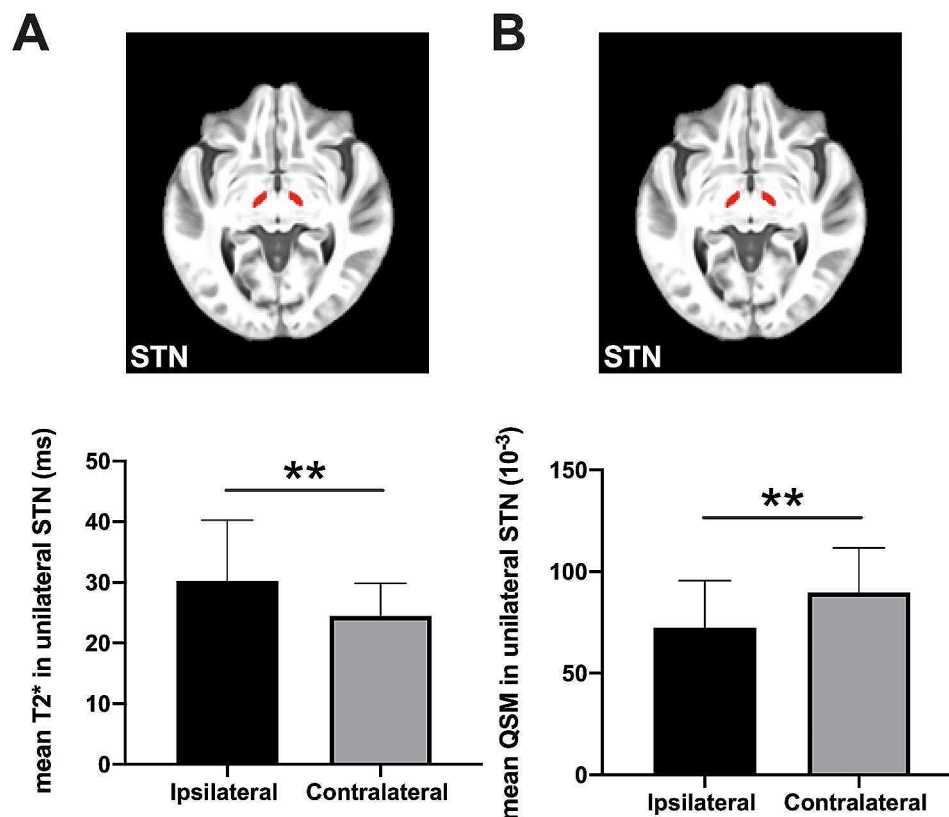 A
B
STN
STN
mean T2* in unilateral STN (ms)
50
40
30
20
10
0
**
Ipsilateral
Contralateral
mean QSM in unilateral STN (10-3)
150
100
50
0
**
Ipsilateral
Contralateral